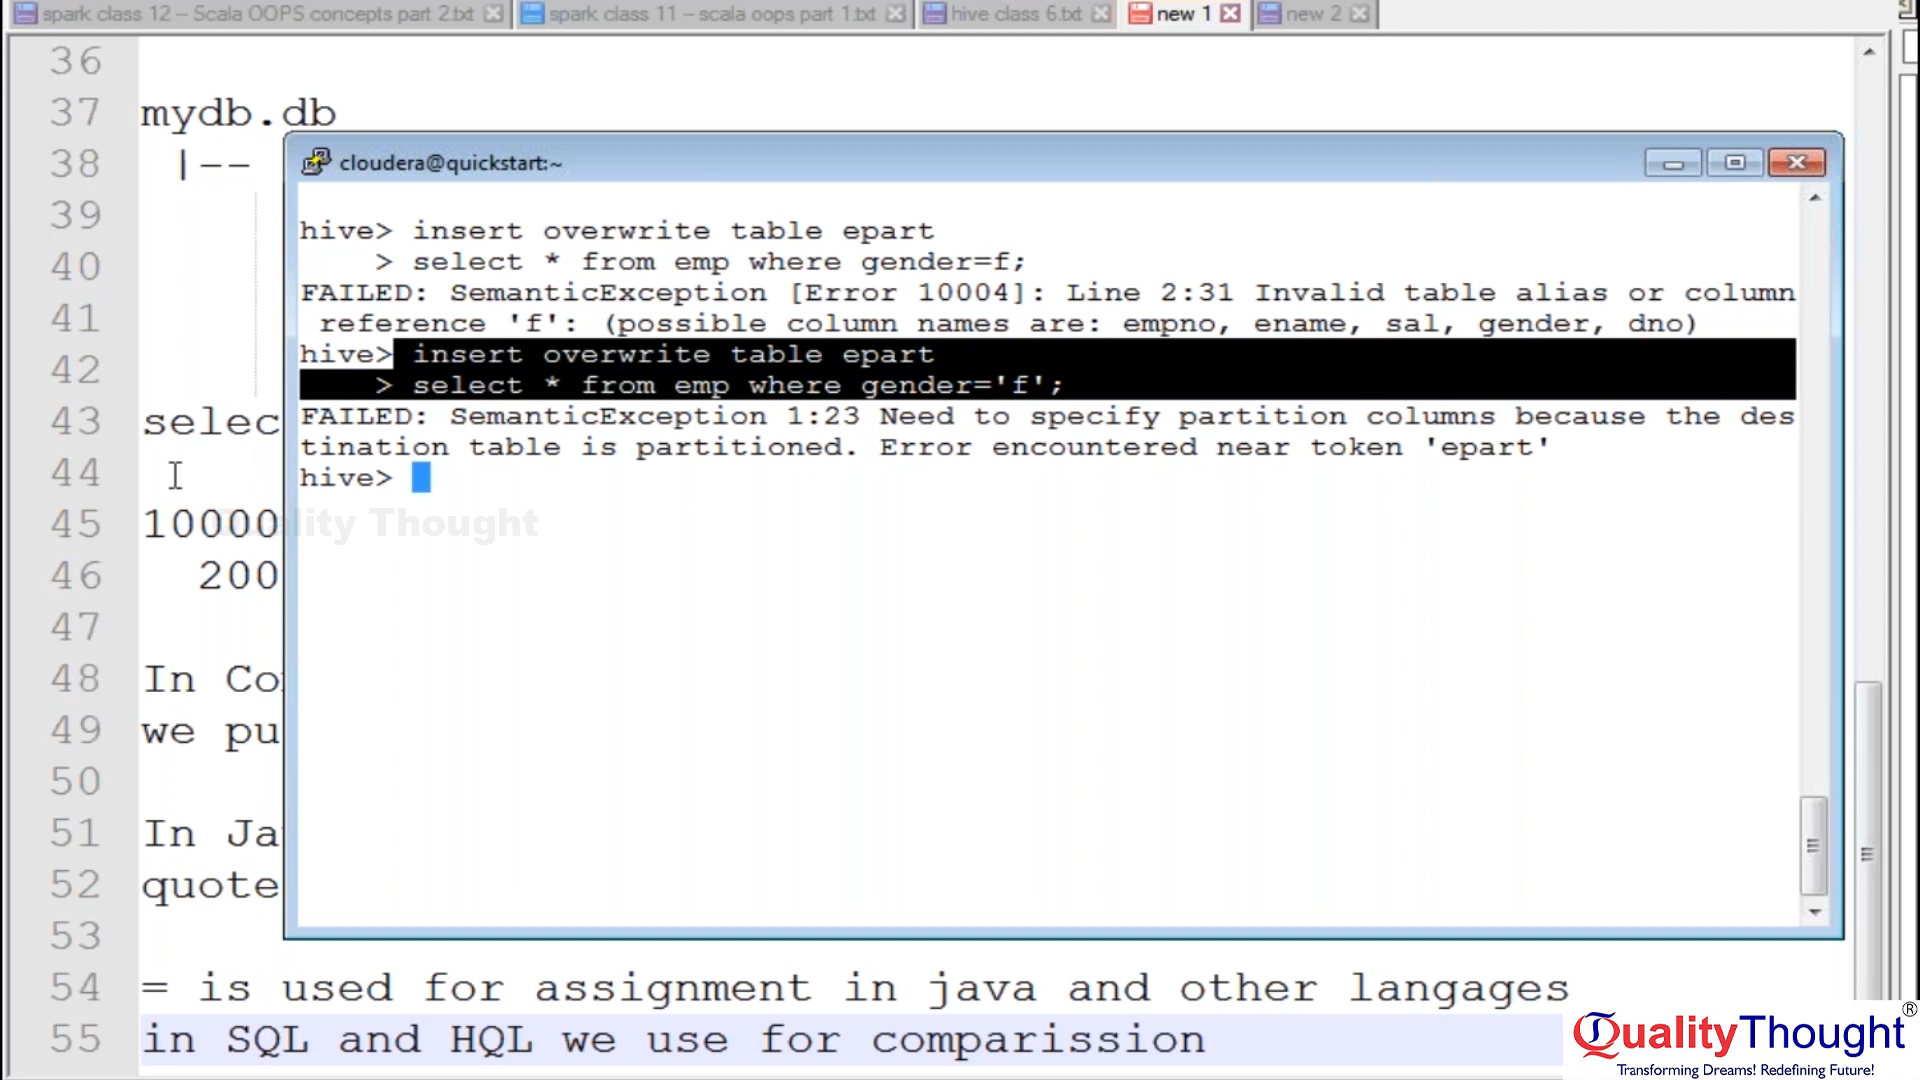 spark class 12 – Scala OOPS concepts part 2.txt spark class 11 – scala oops part 1.txt hive class 6.txt new 1 new 2
36
37 mydb.db
38 |--
39
40
41
42
43 selec
44
45 10000
46 200
47
48 In Co
49 we pu
50
51 In Ja
52 quote
53
54 = is used for assignment in java and other langages
55 in SQL and HQL we use for comparission
cloudera@quickstart:~
hive> insert overwrite table epart
> select * from emp where gender=f;
FAILED: SemanticException [Error 10004]: Line 2:31 Invalid table alias or column
reference 'f': (possible column names are: empno, ename, sal, gender, dno)
hive> insert overwrite table epart
> select * from emp where gender='f';
FAILED: SemanticException 1:23 Need to specify partition columns because the des
tination table is partitioned. Error encountered near token 'epart'
hive>
Quality Thought
QualityThought®
Transforming Dreams! Redefining Future!